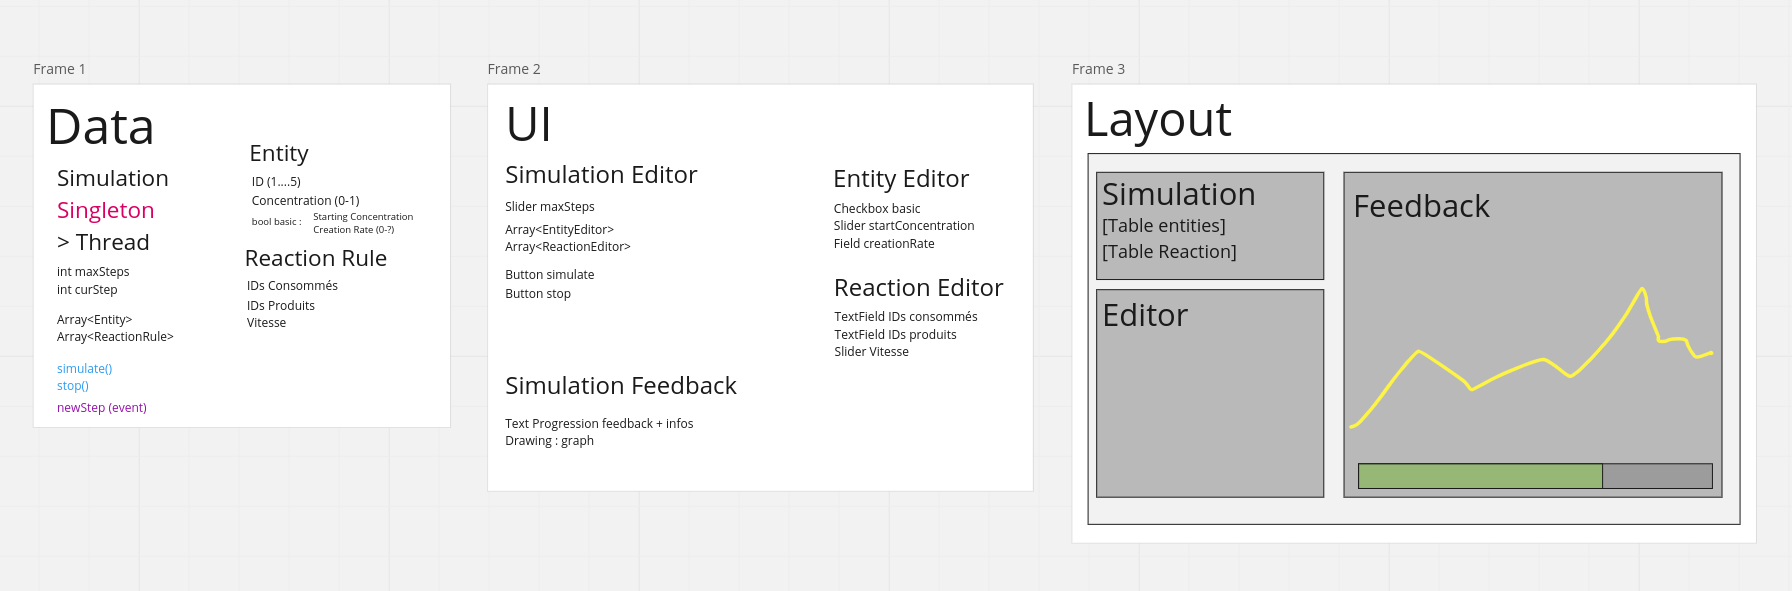 Frame 1
Data
Simulation
Singleton
> Thread
int maxSteps
int curStep
Array<Entity>
Array<ReactionRule>
simulate()
stop()
newStep (event)
Entity
ID (1....5)
Concentration (0-1)
bool basic : Starting Concentration
Creation Rate (0-?)
Reaction Rule
IDs Consommés
IDs Produits
Vitesse
Frame 2
UI
Simulation Editor
Slider maxSteps
Array<EntityEditor>
Array<ReactionEditor>
Button simulate
Button stop
Simulation Feedback
Text Progression feedback + infos
Drawing : graph
Entity Editor
Checkbox basic
Slider startConcentration
Field creationRate
Reaction Editor
TextField IDs consommés
TextField IDs produits
Slider Vitesse
Frame 3
Layout
Simulation
[Table entities]
[Table Reaction]
Editor
Feedback